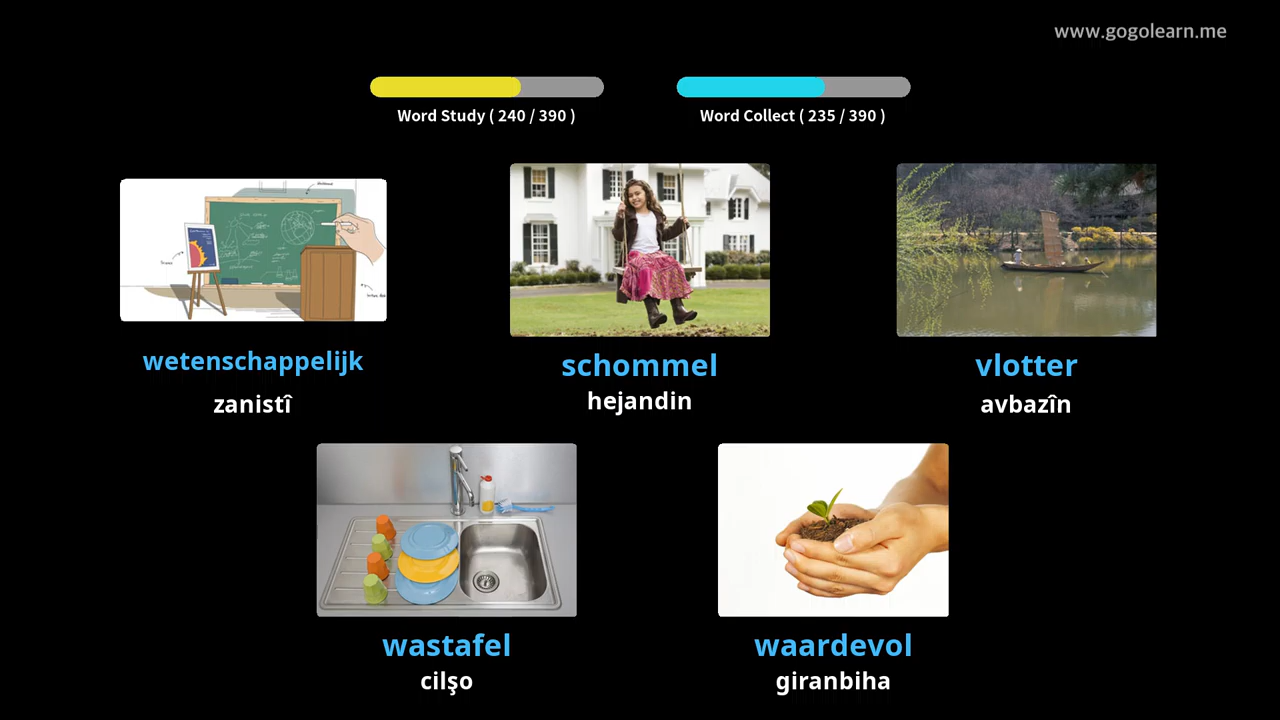 www.gogolearn.me
Word Study ( 240 / 390 )
Word Collect ( 235 / 390 )
wetenschappelijk
zanistî
schommel
hejandin
vlotter
avbazîn
wastafel
cilşo
waardevol
giranbiha